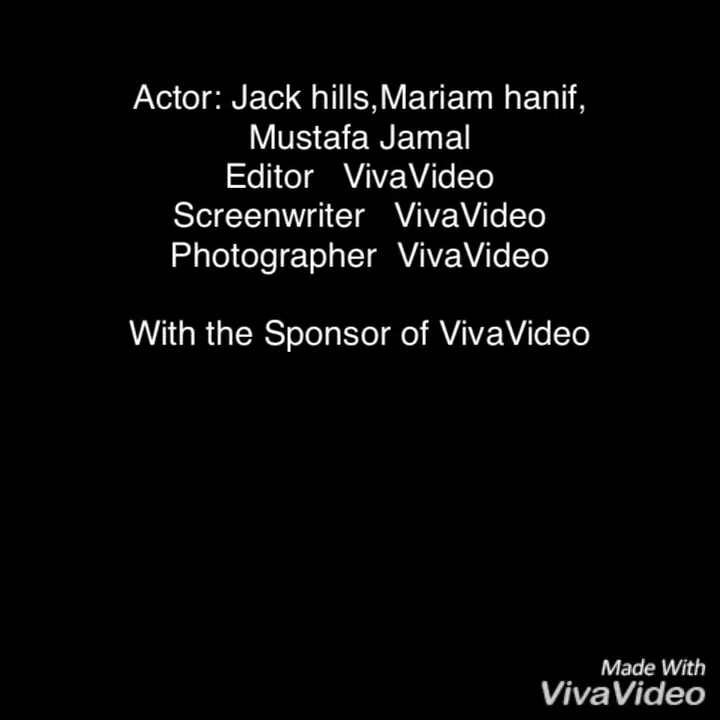 Actor: Jack hills,Mariam hanif,
Mustafa Jamal
Editor VivaVideo
Screenwriter VivaVideo
Photographer VivaVideo
With the Sponsor of VivaVideo
Made With
VivaVideo